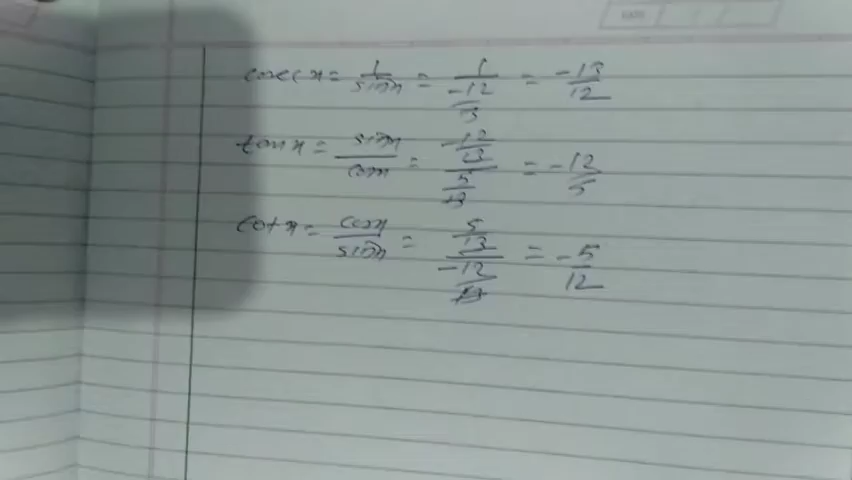 DATE
cosec x = 1/sin x = 1/(-12/13) = -13/12
tan x = sin x/cos x = (-12/13)/(5/13) = -12/5
cot x = cos x/sin x = (5/13)/(-12/13) = -5/12